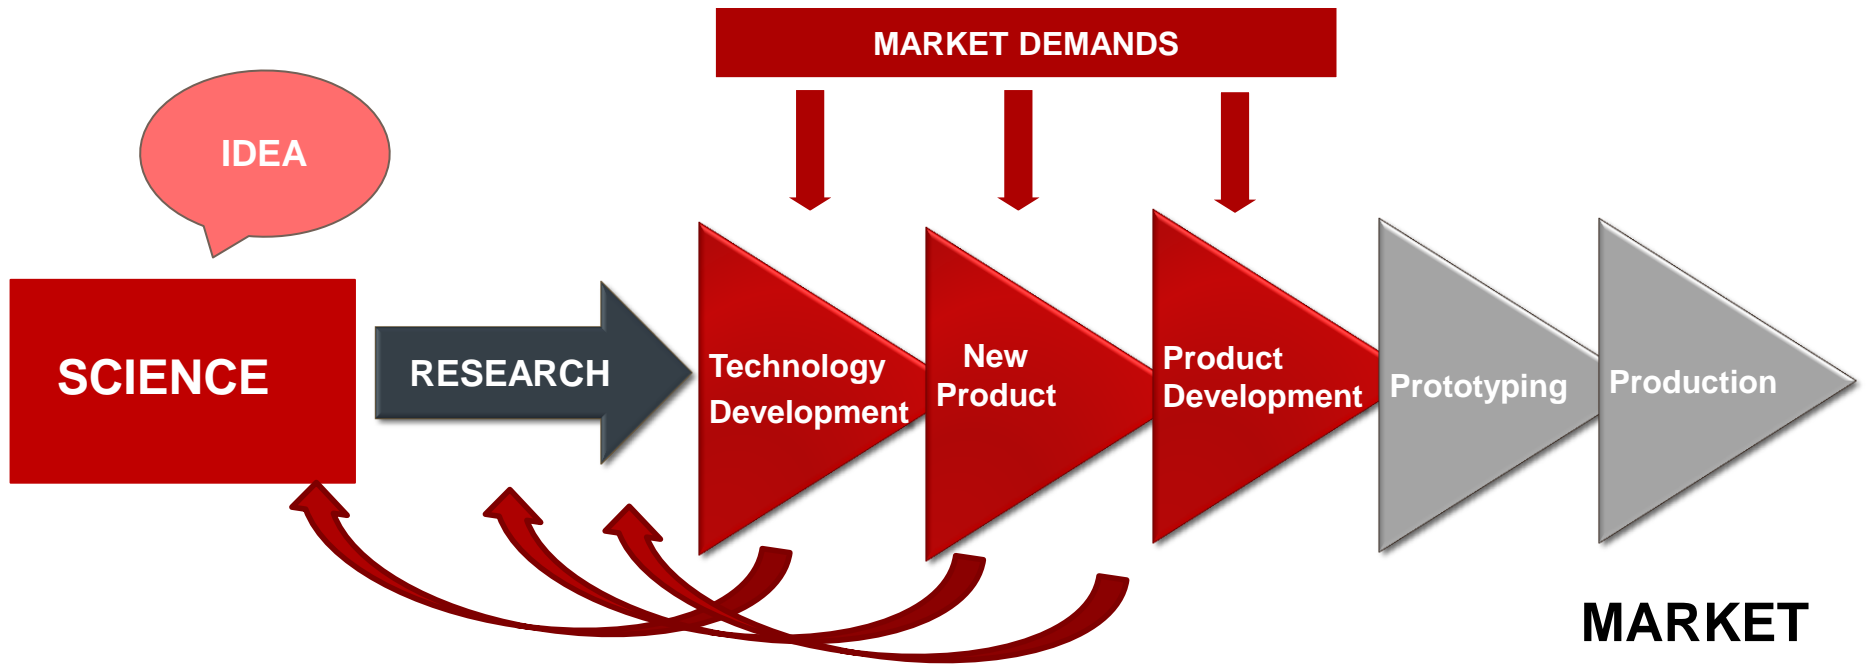 MARKET DEMANDS
IDEA
SCIENCE
RESEARCH
Technology
Development
New
Product
Product
Development
Prototyping
Production
MARKET